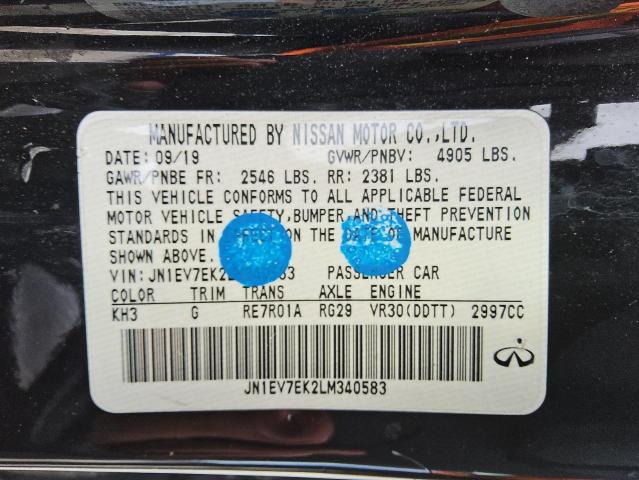 MANUFACTURED BY NISSAN MOTOR CO.,LTD.
DATE: 09/19 GVWR/PNBV: 4905 LBS.
GAWR/PNBE FR: 2546 LBS. RR: 2381 LBS.
THIS VEHICLE CONFORMS TO ALL APPLICABLE FEDERAL
MOTOR VEHICLE SAFETY,BUMPER,AND THEFT PREVENTION
STANDARDS IN EFFECT ON THE DATE OF MANUFACTURE
SHOWN ABOVE.
VIN: PASSENGER CAR
COLOR TRIM TRANS AXLE ENGINE
KH3 G RE7R01A RG29 VR30(DDTT) 2997CC
JN1EV7EK2LM340583